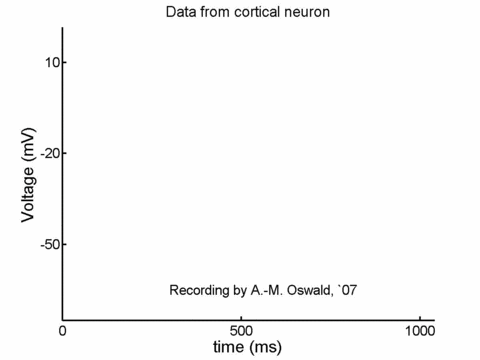 Data from cortical neuron
10
-20
-50
Voltage (mV)
Recording by A.-M. Oswald, `07
0 500 1000
time (ms)